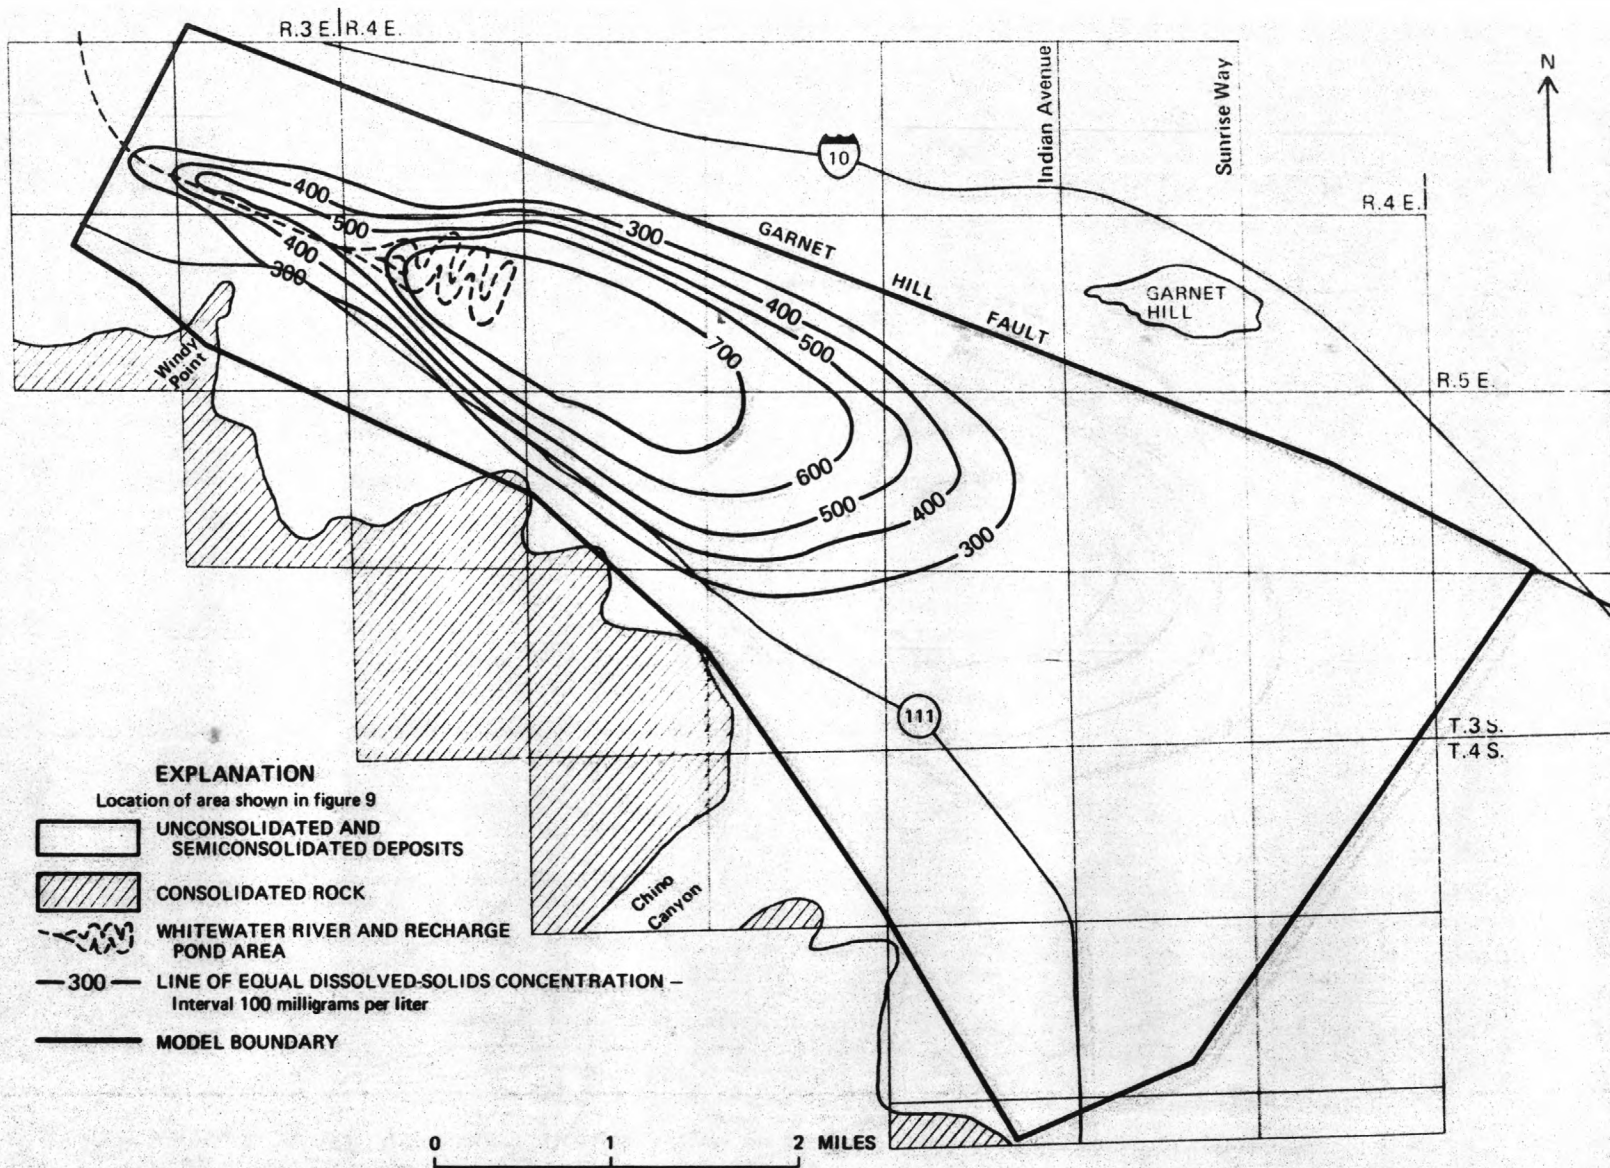 R.3 E. R.4 E.
Indian Avenue
Sunrise Way
N
10
R.4 E.
400
500
400
300
300
GARNET HILL FAULT
GARNET
HILL
400
500
700
R.5 E.
Windy
Point
600
500
400
300
111
T.3 S.
T.4 S.
Chino
Canyon
EXPLANATION
Location of area shown in figure 9
UNCONSOLIDATED AND
SEMICONSOLIDATED DEPOSITS
CONSOLIDATED ROCK
WHITEWATER RIVER AND RECHARGE
POND AREA
300 LINE OF EQUAL DISSOLVED-SOLIDS CONCENTRATION –
Interval 100 milligrams per liter
MODEL BOUNDARY
0 1 2 MILES